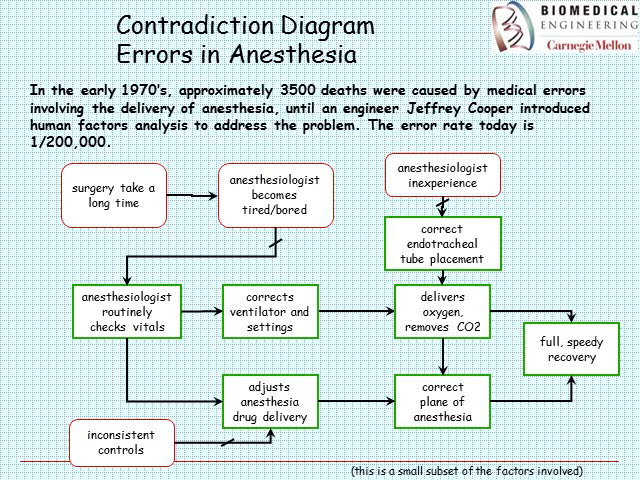 Contradiction Diagram
Errors in Anesthesia
BIOMEDICAL
ENGINEERING
Carnegie Mellon
In the early 1970's, approximately 3500 deaths were caused by medical errors
involving the delivery of anesthesia, until an engineer Jeffrey Cooper introduced
human factors analysis to address the problem. The error rate today is
1/200,000.
surgery take a
long time
anesthesiologist
becomes
tired/bored
anesthesiologist
inexperience
correct
endotracheal
tube placement
anesthesiologist
routinely
checks vitals
corrects
ventilator and
settings
delivers
oxygen,
removes CO2
full, speedy
recovery
adjusts
anesthesia
drug delivery
correct
plane of
anesthesia
inconsistent
controls
(this is a small subset of the factors involved)